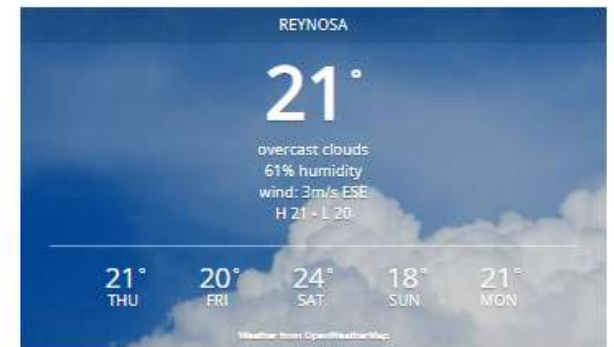 REYNOSA
21°
overcast clouds
61% humidity
wind: 3m/s ESE
H 21 • L 20
21° 20° 24° 18° 21°
THU FRI SAT SUN MON
Weather from OpenWeatherMap